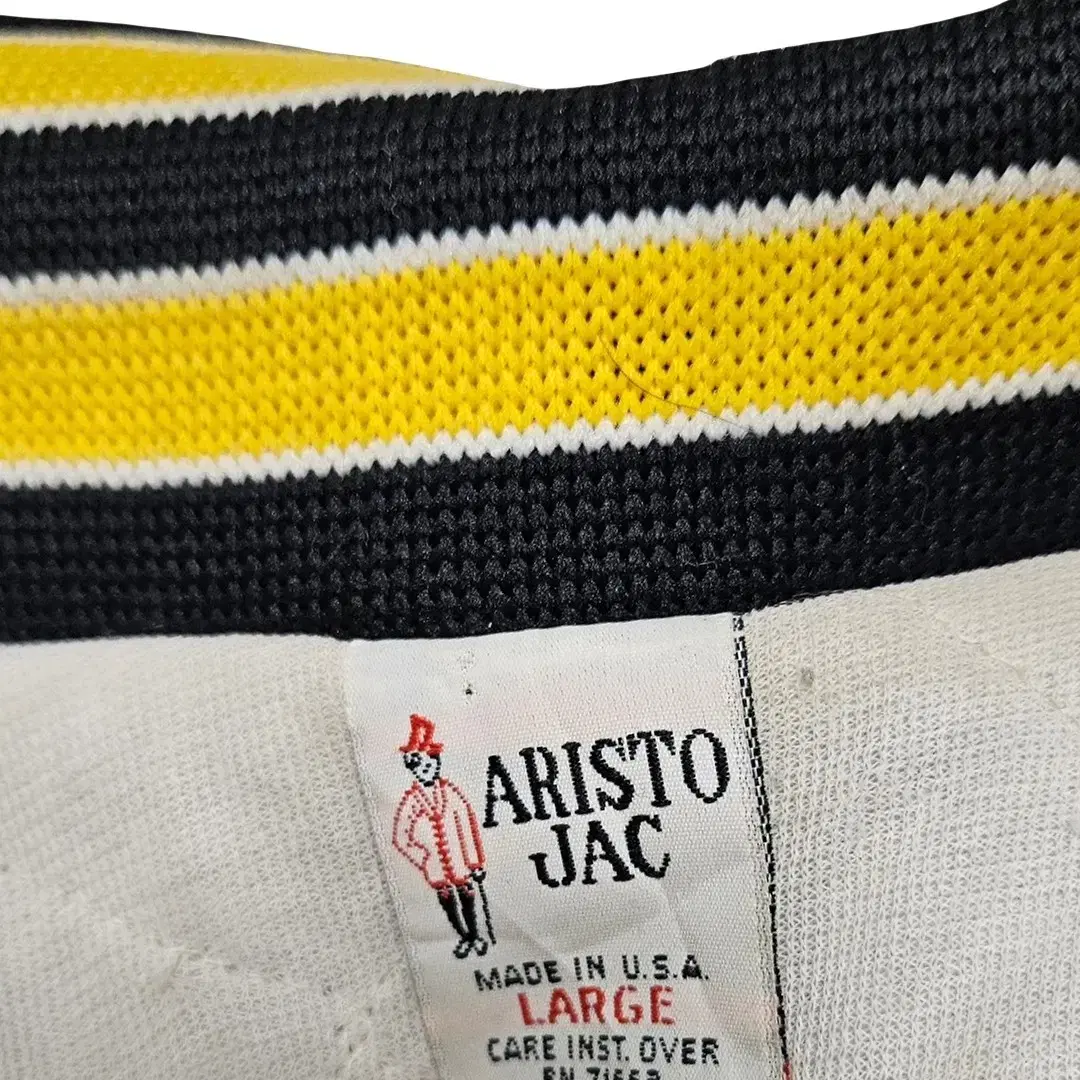 ARISTO
JAC
MADE IN U.S.A.
LARGE
CARE INST. OVER